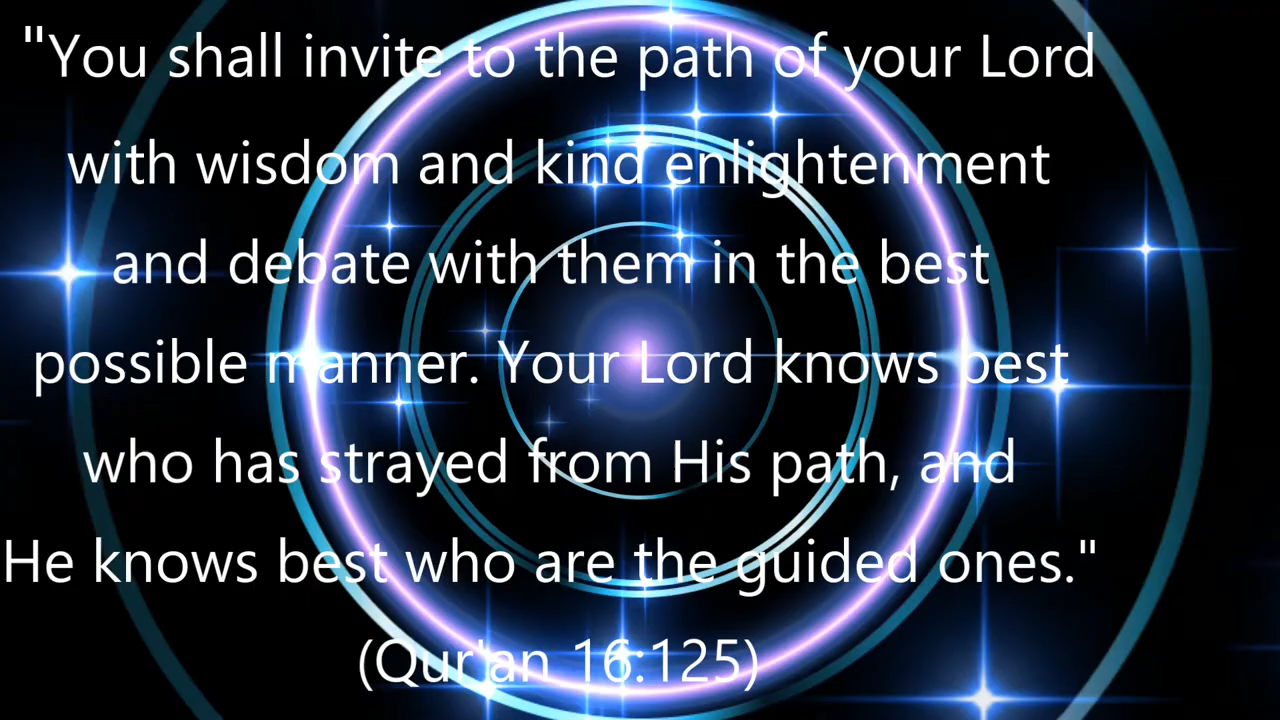 "You shall invite to the path of your Lord
with wisdom and kind enlightenment
and debate with them in the best
possible manner. Your Lord knows best
who has strayed from His path, and
He knows best who are the guided ones."
(Qur'an 16:125)